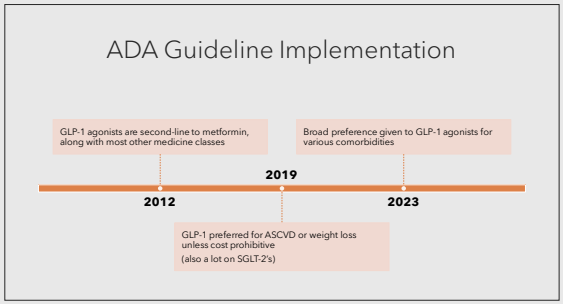 ADA Guideline Implementation
GLP-1 agonists are second-line to metformin,
along with most other medicine classes
Broad preference given to GLP-1 agonists for
various comorbidities
2019
2012
2023
GLP-1 preferred for ASCVD or weight loss
unless cost prohibitive
(also a lot on SGLT-2's)